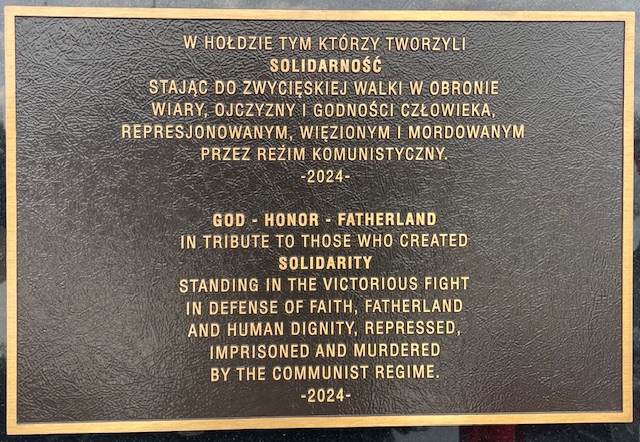 W HOŁDZIE TYM KTÓRZY TWORZYLI
SOLIDARNOŚĆ
STAJĄC DO ZWYCIĘSKIEJ WALKI W OBRONIE
WIARY, OJCZYZNY I GODNOŚCI CZŁOWIEKA,
REPRESJONOWANYM, WIĘZIONYM I MORDOWANYM
PRZEZ REŻIM KOMUNISTYCZNY.
-2024-
GOD - HONOR - FATHERLAND
IN TRIBUTE TO THOSE WHO CREATED
SOLIDARITY
STANDING IN THE VICTORIOUS FIGHT
IN DEFENSE OF FAITH, FATHERLAND
AND HUMAN DIGNITY, REPRESSED,
IMPRISONED AND MURDERED
BY THE COMMUNIST REGIME.
-2024-